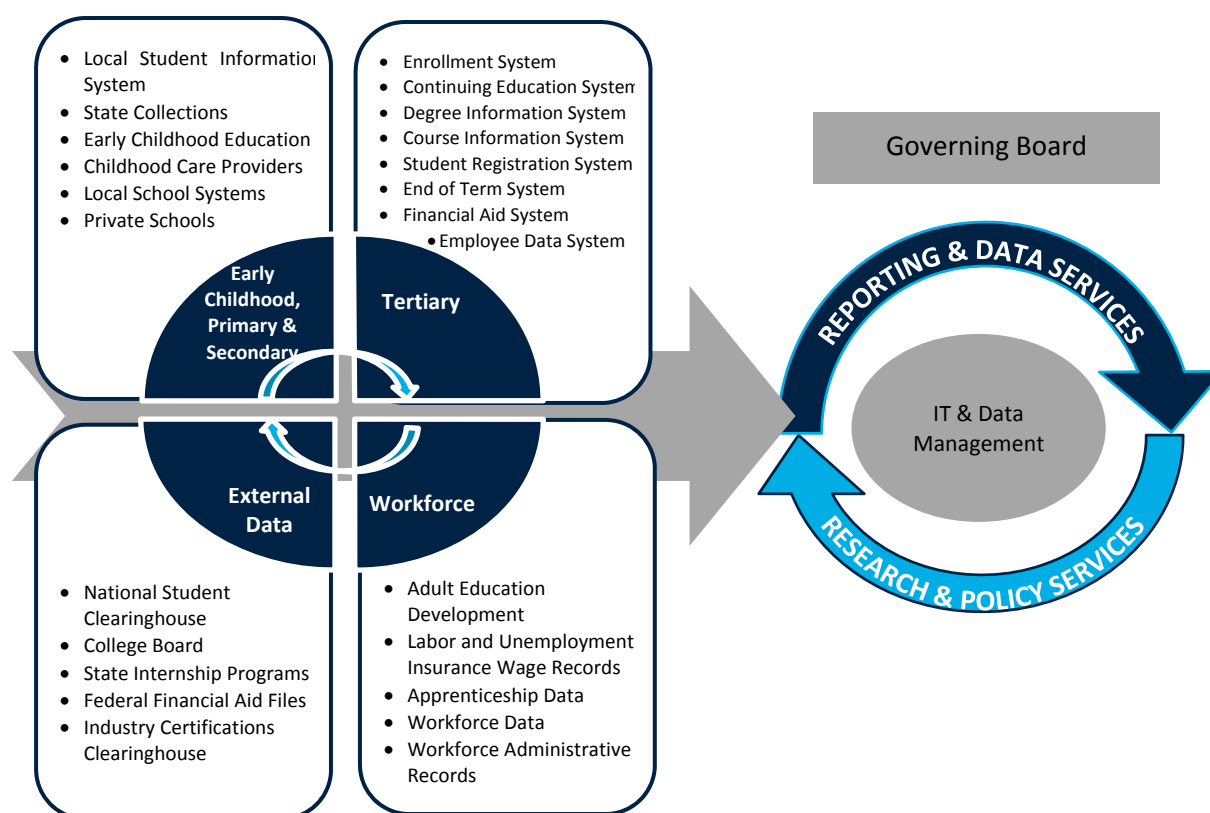 • Local Student Information
System
• State Collections
• Early Childhood Education
• Childhood Care Providers
• Local School Systems
• Private Schools
• Enrollment System
• Continuing Education System
• Degree Information System
• Course Information System
• Student Registration System
• End of Term System
• Financial Aid System
• Employee Data System
Early
Childhood,
Primary &
Secondary
Tertiary
External
Data
Workforce
• National Student
Clearinghouse
• College Board
• State Internship Programs
• Federal Financial Aid Files
• Industry Certifications
Clearinghouse
• Adult Education
Development
• Labor and Unemployment
Insurance Wage Records
• Apprenticeship Data
• Workforce Data
• Workforce Administrative
Records
Governing Board
REPORTING & DATA SERVICES
IT & Data
Management
RESEARCH & POLICY SERVICES